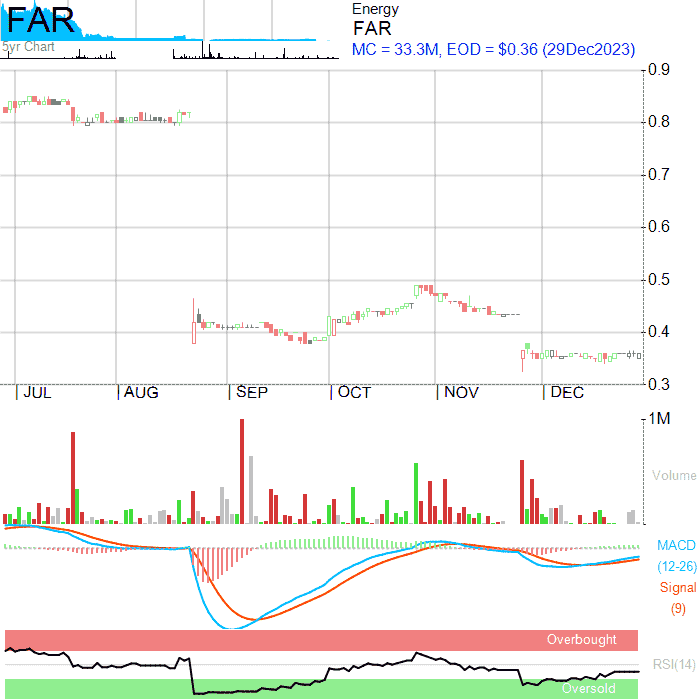 FAR
5yr Chart
Energy
FAR
MC = 33.3M, EOD = $0.36 (29Dec2023)
0.9
0.8
0.7
0.6
0.5
0.4
0.3
JUL AUG SEP OCT NOV DEC
1M
Volume
MACD
(12-26)
Signal
(9)
Overbought
RSI(14)
Oversold